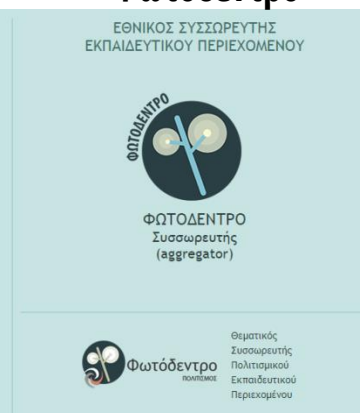 Φωτόδεντρο
ΕΘΝΙΚΟΣ ΣΥΣΣΩΡΕΥΤΗΣ
ΕΚΠΑΙΔΕΥΤΙΚΟΥ ΠΕΡΙΕΧΟΜΕΝΟΥ
ΦΩΤΟΔΕΝΤΡΟ
ΦΩΤΟΔΕΝΤΡΟ
Συσσωρευτής
(aggregator)
Φωτόδεντρο
ΠΟΛΙΤΙΣΜΟΣ
Θεματικός
Συσσωρευτής
Πολιτισμικού
Εκπαιδευτικού
Περιεχομένου